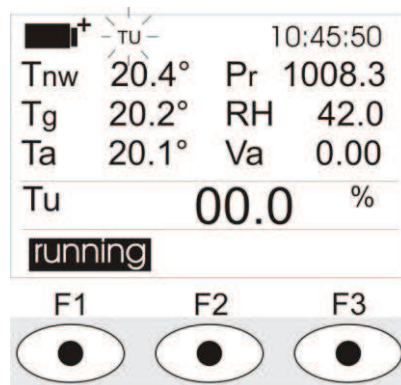 + TU 10:45:50
Tnw 20.4° Pr 1008.3
Tg 20.2° RH 42.0
Ta 20.1° Va 0.00
Tu 00.0 %
running
F1 F2 F3